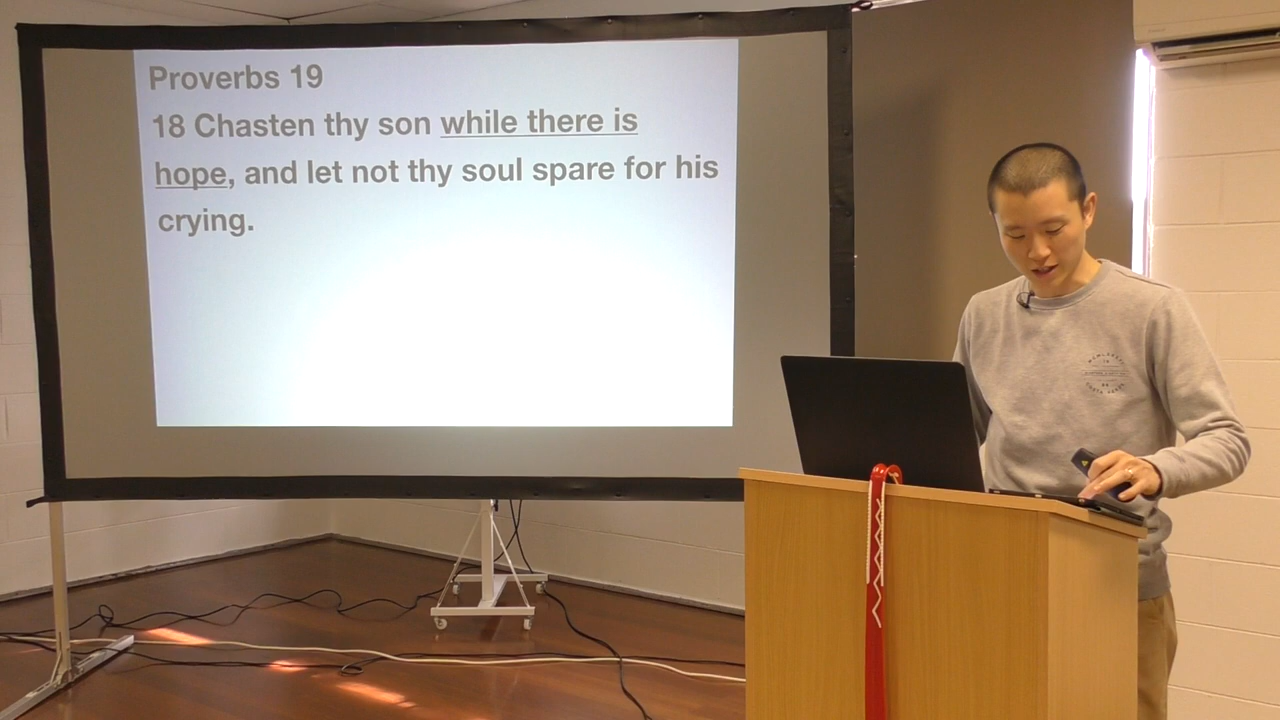 Proverbs 19
18 Chasten thy son while there is
hope, and let not thy soul spare for his
crying.